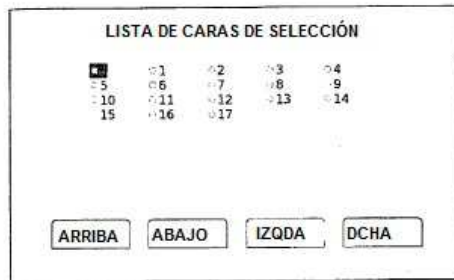 LISTA DE CARAS DE SELECCIÓN
1 2 3 4
5 6 7 8 9
10 11 12 13 14
15 16 17
ARRIBA ABAJO IZQDA DCHA